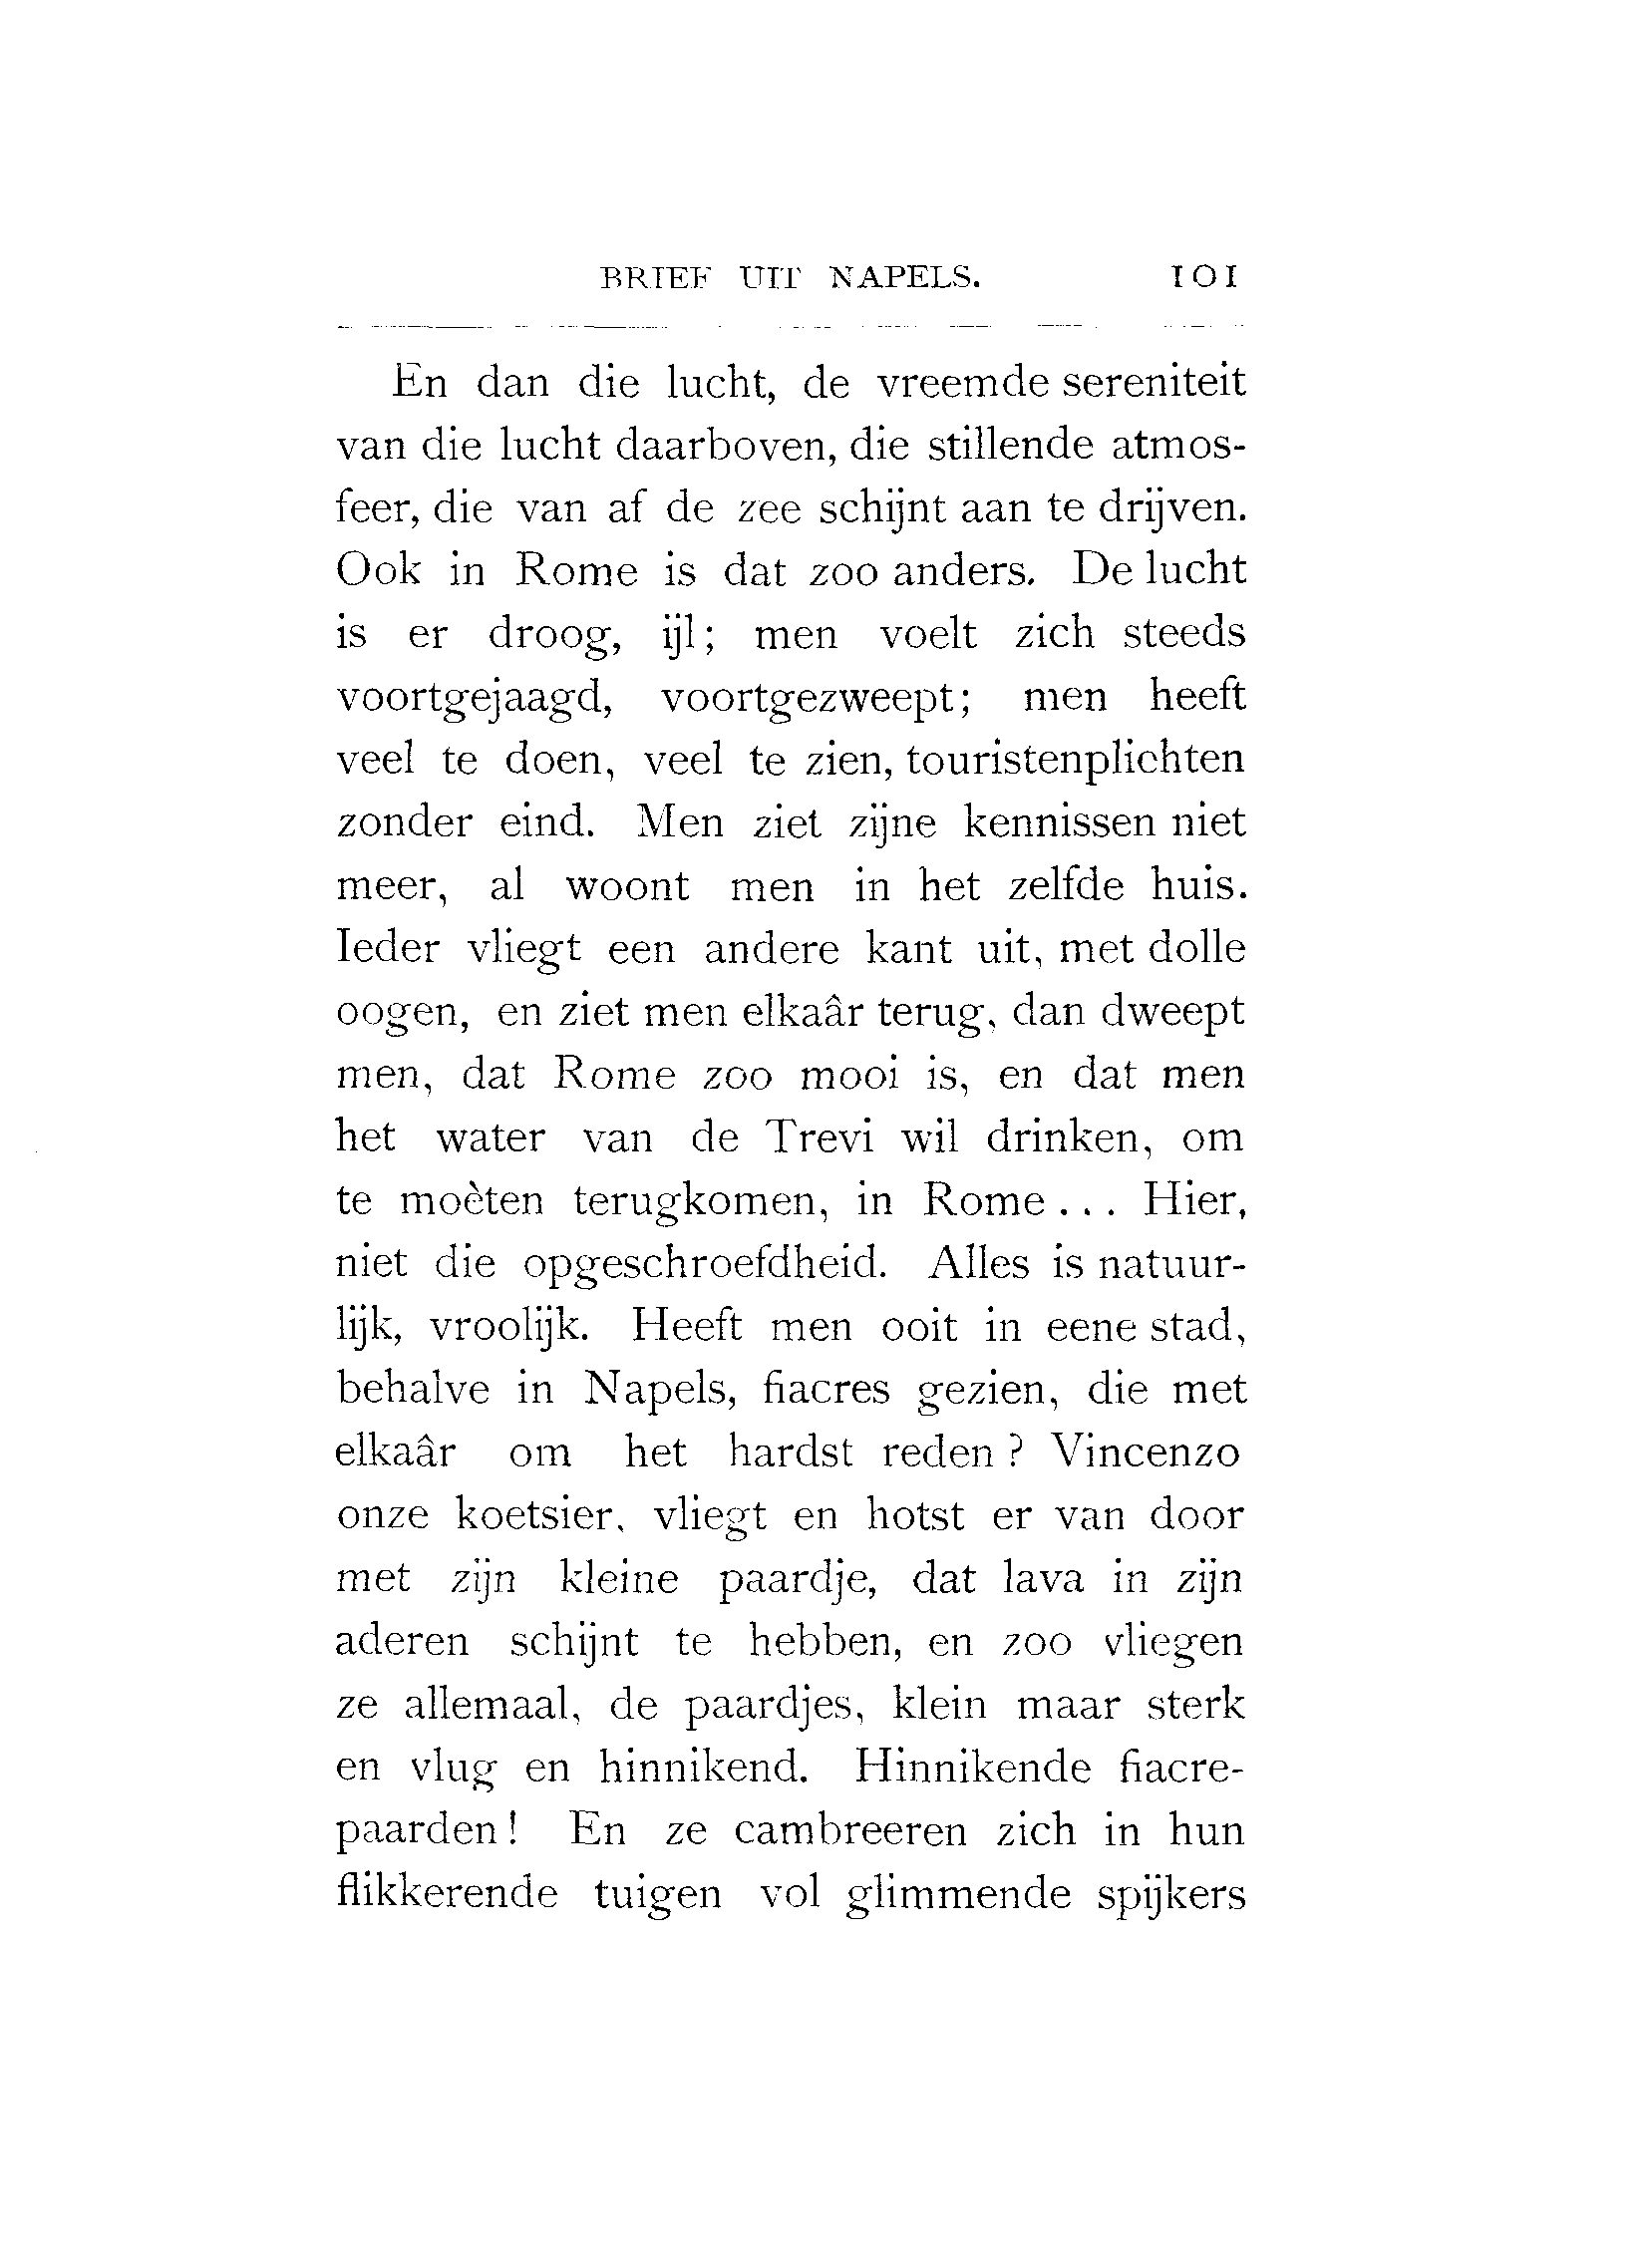 BRIEF UIT NAPELS. 101
En dan die lucht, de vreemde sereniteit
van die lucht daarboven, die stillende atmos-
feer, die van af de zee schijnt aan te drijven.
Ook in Rome is dat zoo anders. De lucht
is er droog, ijl; men voelt zich steeds
voortgejaagd, voortgezweept; men heeft
veel te doen, veel te zien, touristenplichten
zonder eind. Men ziet zijne kennissen niet
meer, al woont men in het zelfde huis.
Ieder vliegt een andere kant uit, met dolle
oogen, en ziet men elkaâr terug, dan dweept
men, dat Rome zoo mooi is, en dat men
het water van de Trevi wil drinken, om
te moèten terugkomen, in Rome ... Hier,
niet die opgeschroefdheid. Alles is natuur-
lijk, vroolijk. Heeft men ooit in eene stad,
behalve in Napels, fiacres gezien, die met
elkaâr om het hardst reden? Vincenzo
onze koetsier, vliegt en hotst er van door
met zijn kleine paardje, dat lava in zijn
aderen schijnt te hebben, en zoo vliegen
ze allemaal, de paardjes, klein maar sterk
en vlug en hinnikend. Hinnikende fiacre-
paarden! En ze cambreeren zich in hun
flikkerende tuigen vol glimmende spijkers